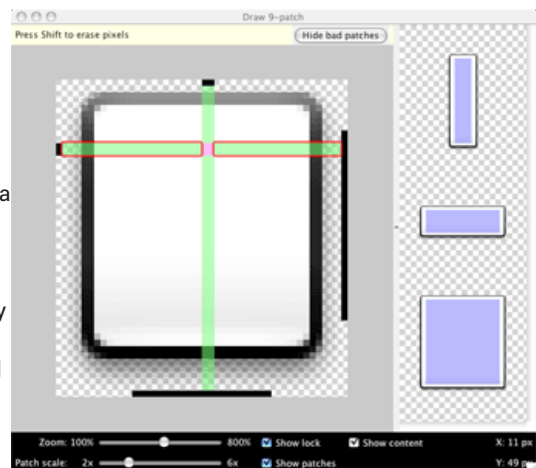 Draw 9-patch
Press Shift to erase pixels
Hide bad patches
a
y
Zoom: 100% 800% Show lock Show content X: 11 px
Patch scale: 2x 6x Show patches Y: 49 px